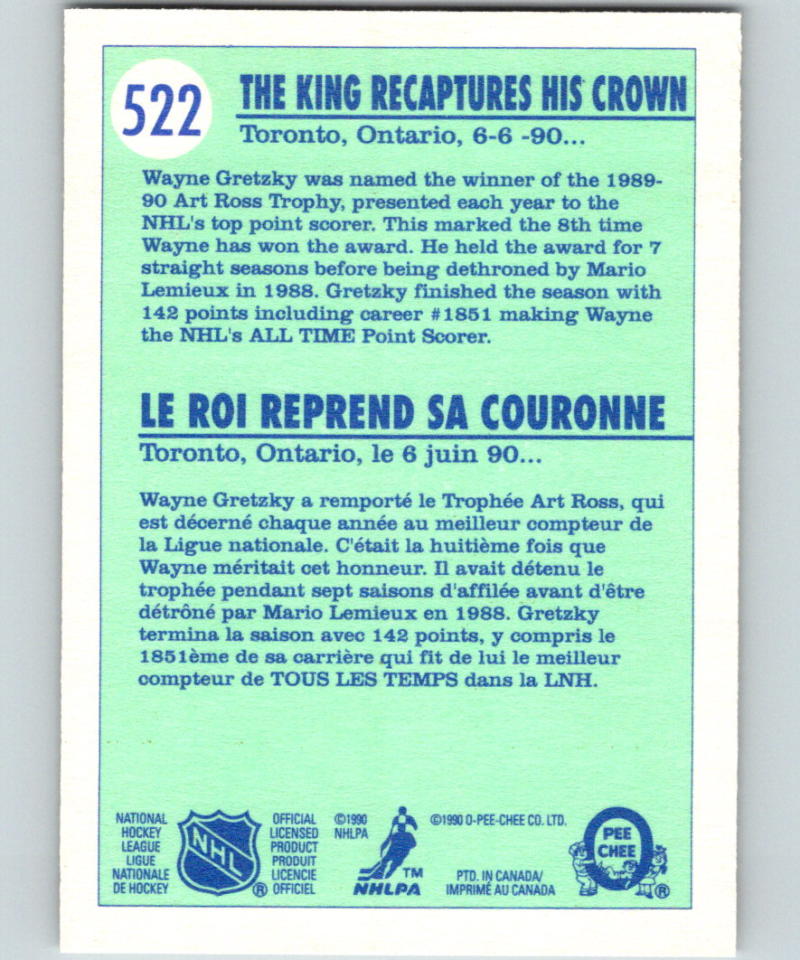 522
THE KING RECAPTURES HIS CROWN
Toronto, Ontario, 6-6 -90...
Wayne Gretzky was named the winner of the 1989-
90 Art Ross Trophy, presented each year to the
NHL's top point scorer. This marked the 8th time
Wayne has won the award. He held the award for 7
straight seasons before being dethroned by Mario
Lemieux in 1988. Gretzky finished the season with
142 points including career #1851 making Wayne
the NHL's ALL TIME Point Scorer.
LE ROI REPREND SA COURONNE
Toronto, Ontario, le 6 juin 90...
Wayne Gretzky a remporté le Trophée Art Ross, qui
est décerné chaque année au meilleur compteur de
la Ligue nationale. C'était la huitième fois que
Wayne méritait cet honneur. Il avait détenu le
trophée pendant sept saisons d'affilée avant d'être
détrôné par Mario Lemieux en 1988. Gretzky
termina la saison avec 142 points, y compris le
1851ème de sa carrière qui fit de lui le meilleur
compteur de TOUS LES TEMPS dans la LNH.
NATIONAL
HOCKEY
LEAGUE
LIGUE
NATIONALE
DE HOCKEY
NHL
®
OFFICIAL
LICENSED
PRODUCT
PRODUIT
LICENCIE
OFFICIEL
©1990
NHLPA
TM
NHLPA
©1990 O-PEE-CHEE CO. LTD.
PTD. IN CANADA/
IMPRIMÉ AU CANADA
O
PEE
CHEE
®